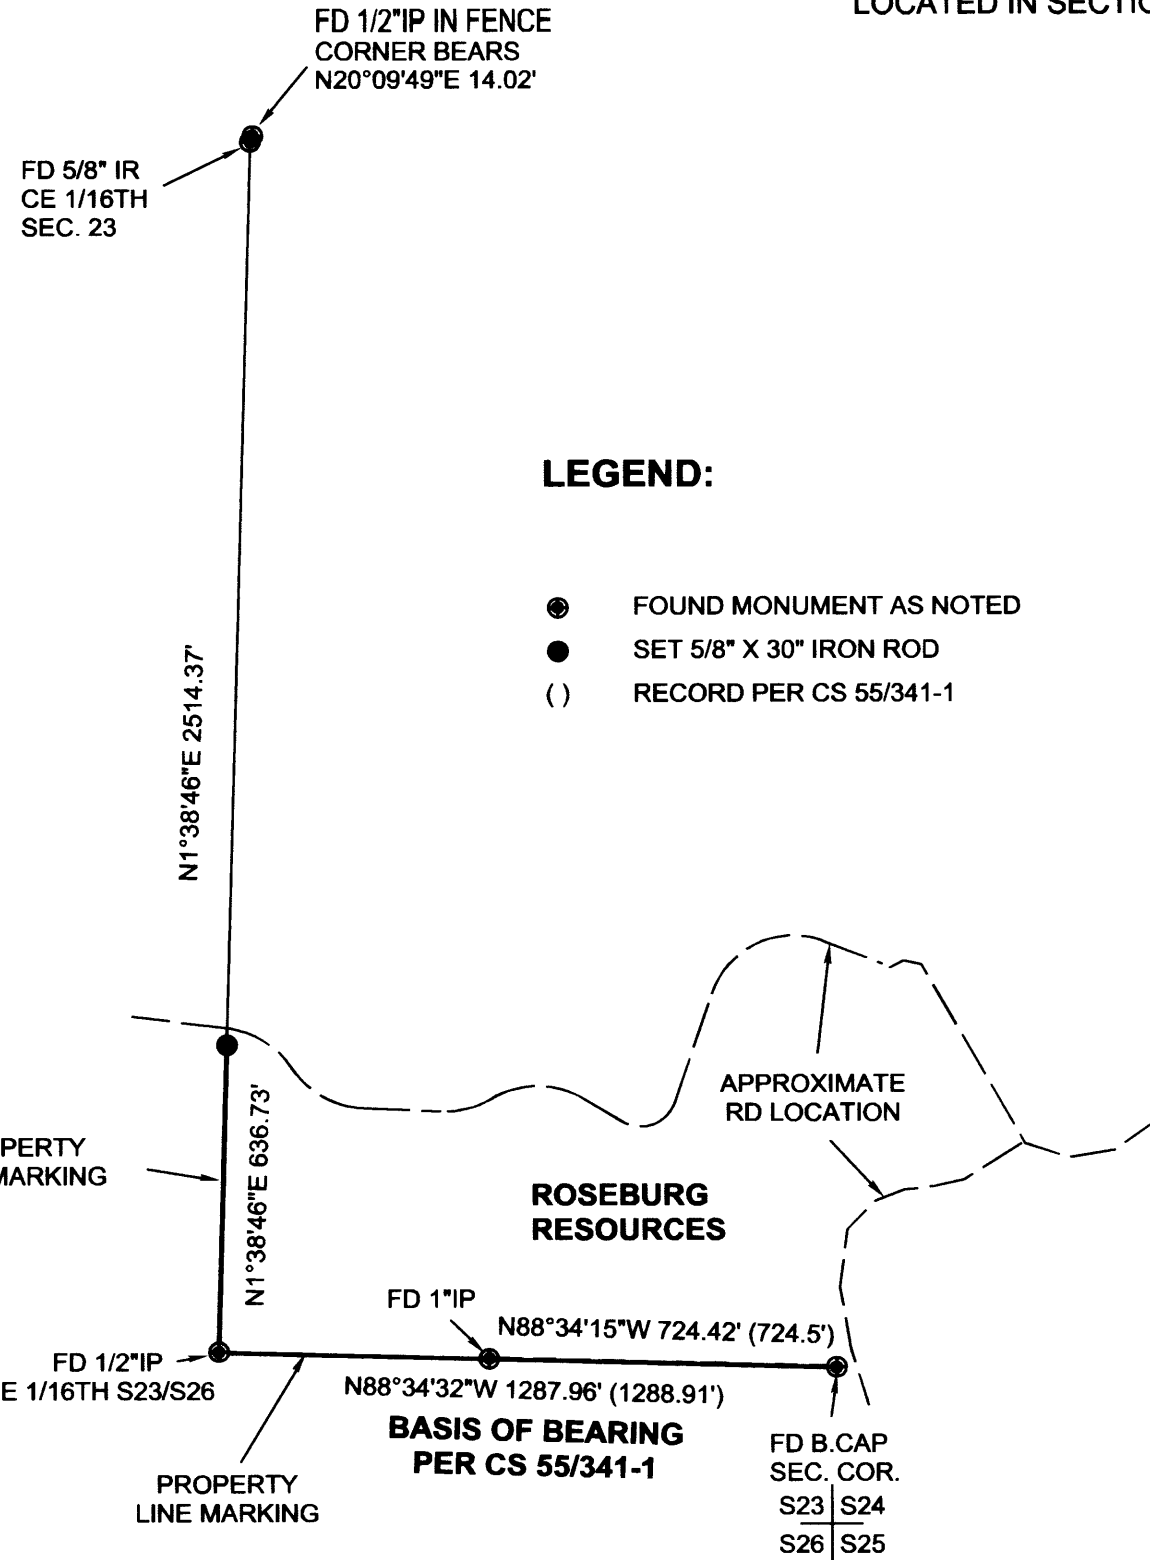 LOCATED IN SECTIO
FD 1/2"IP IN FENCE
CORNER BEARS
N20°09'49"E 14.02'
FD 5/8" IR
CE 1/16TH
SEC. 23
LEGEND:
FOUND MONUMENT AS NOTED
SET 5/8" X 30" IRON ROD
( ) RECORD PER CS 55/341-1
N1°38'46"E 2514.37'
APPROXIMATE
RD LOCATION
PERTY
MARKING
N1°38'46"E 636.73'
ROSEBURG
RESOURCES
FD 1"IP
N88°34'15"W 724.42' (724.5')
FD 1/2"IP
E 1/16TH S23/S26
N88°34'32"W 1287.96' (1288.91')
BASIS OF BEARING
PER CS 55/341-1
PROPERTY
LINE MARKING
FD B.CAP
SEC. COR.
S23 S24
S26 S25